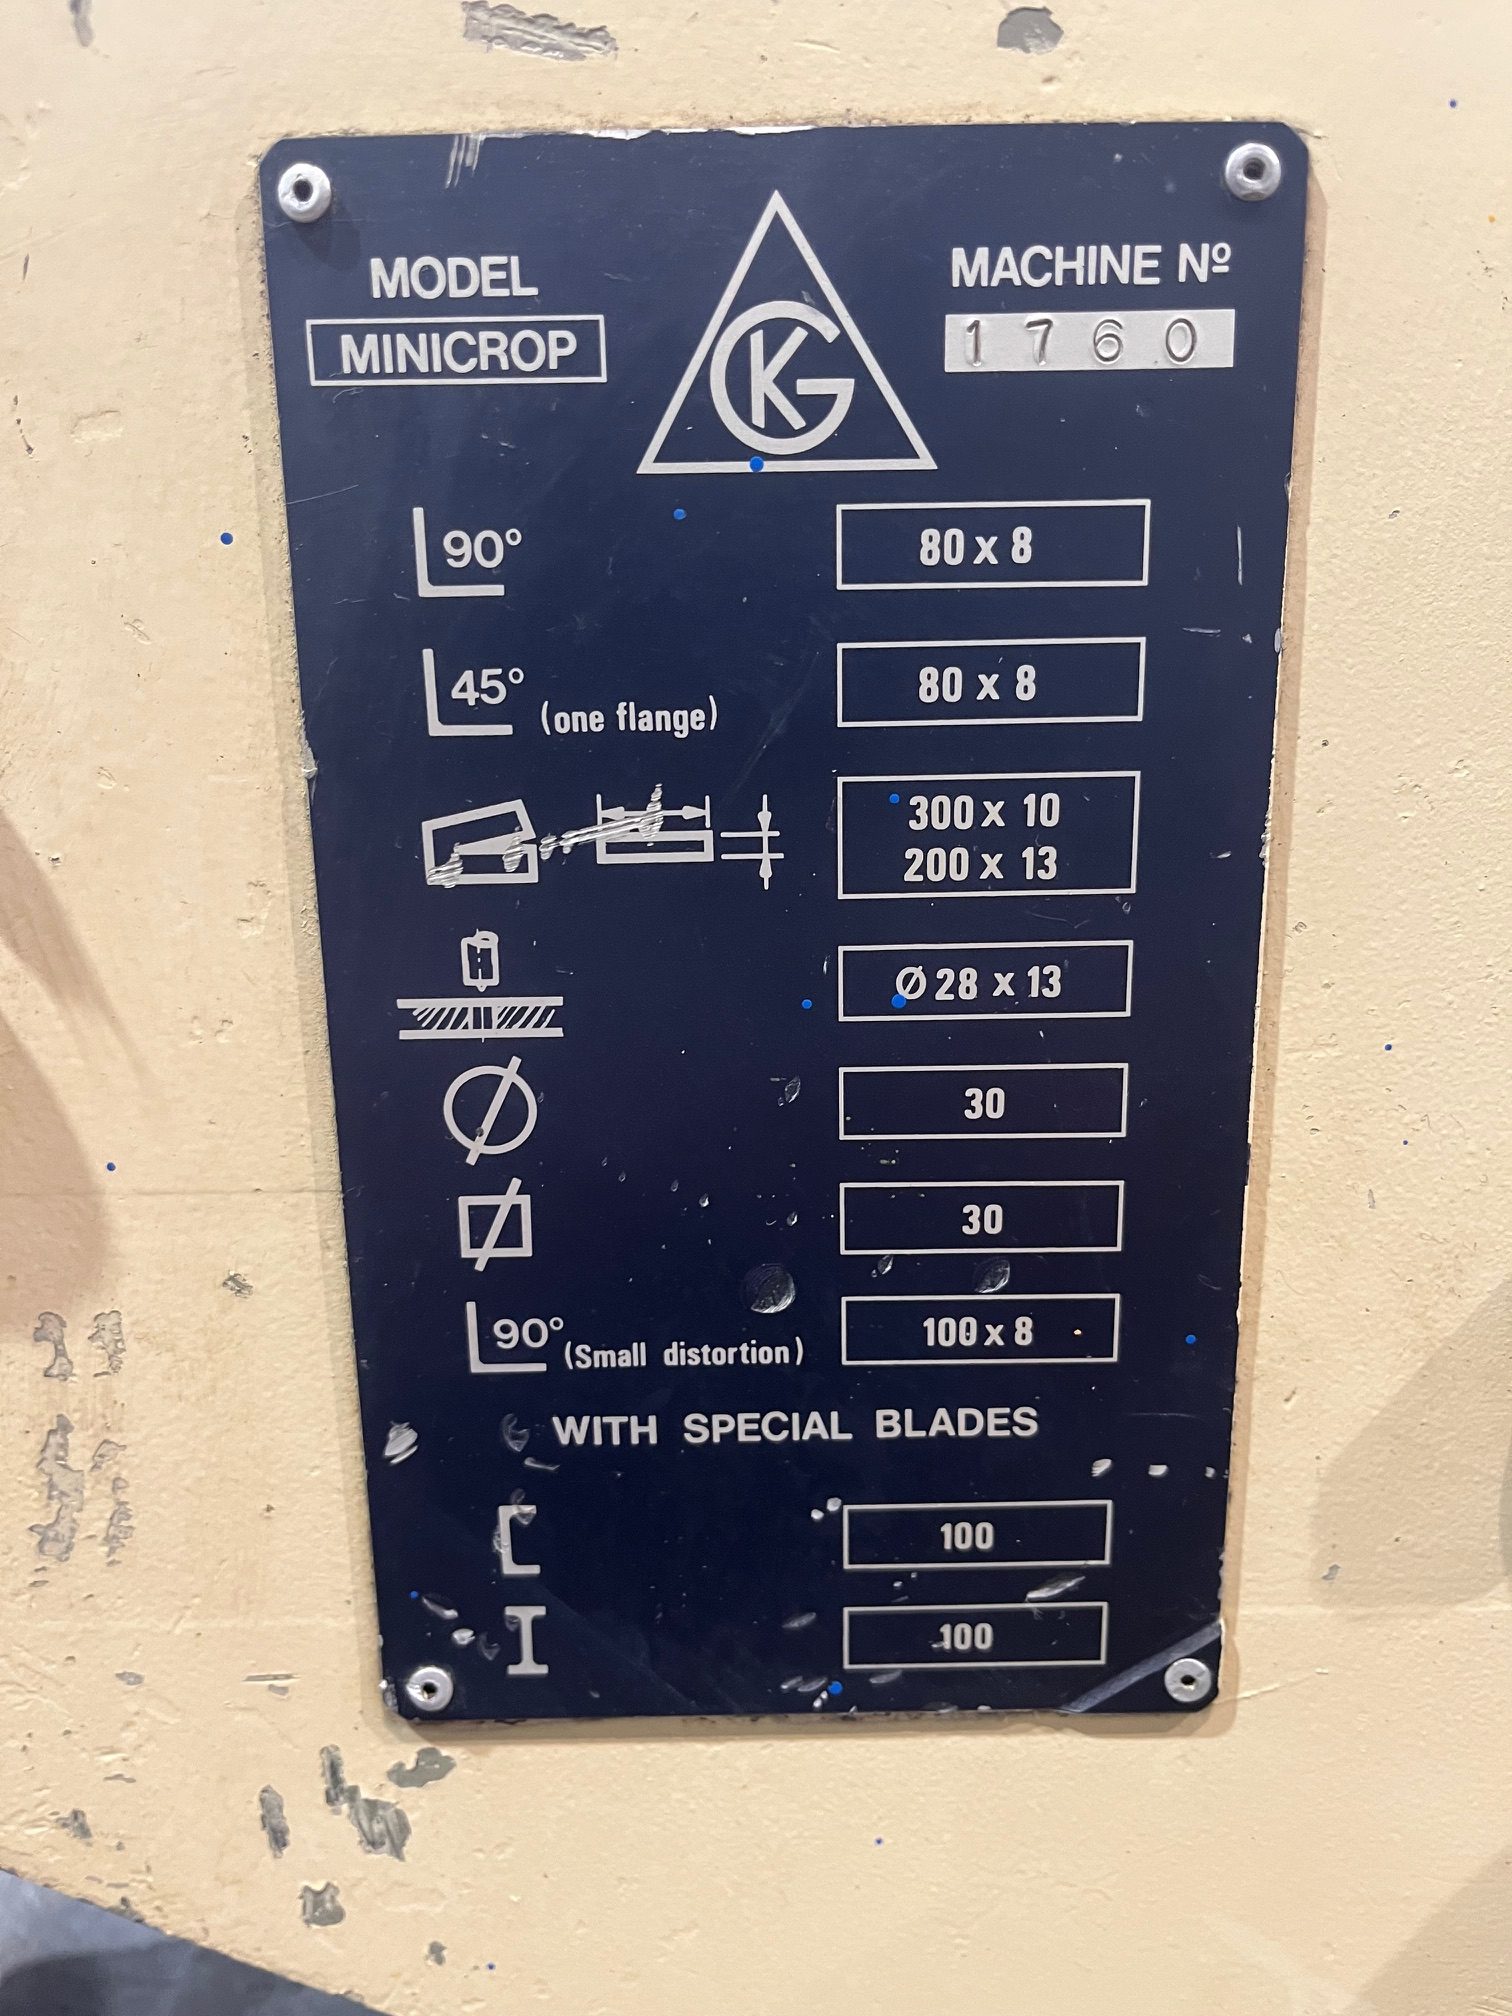 MODEL
MINICROP
GK
MACHINE Nº
1760
90° 80 x 8
45° (one flange) 80 x 8
300 x 10
200 x 13
Ø 28 x 13
30
30
90° (Small distortion) 100 x 8
WITH SPECIAL BLADES
100
100